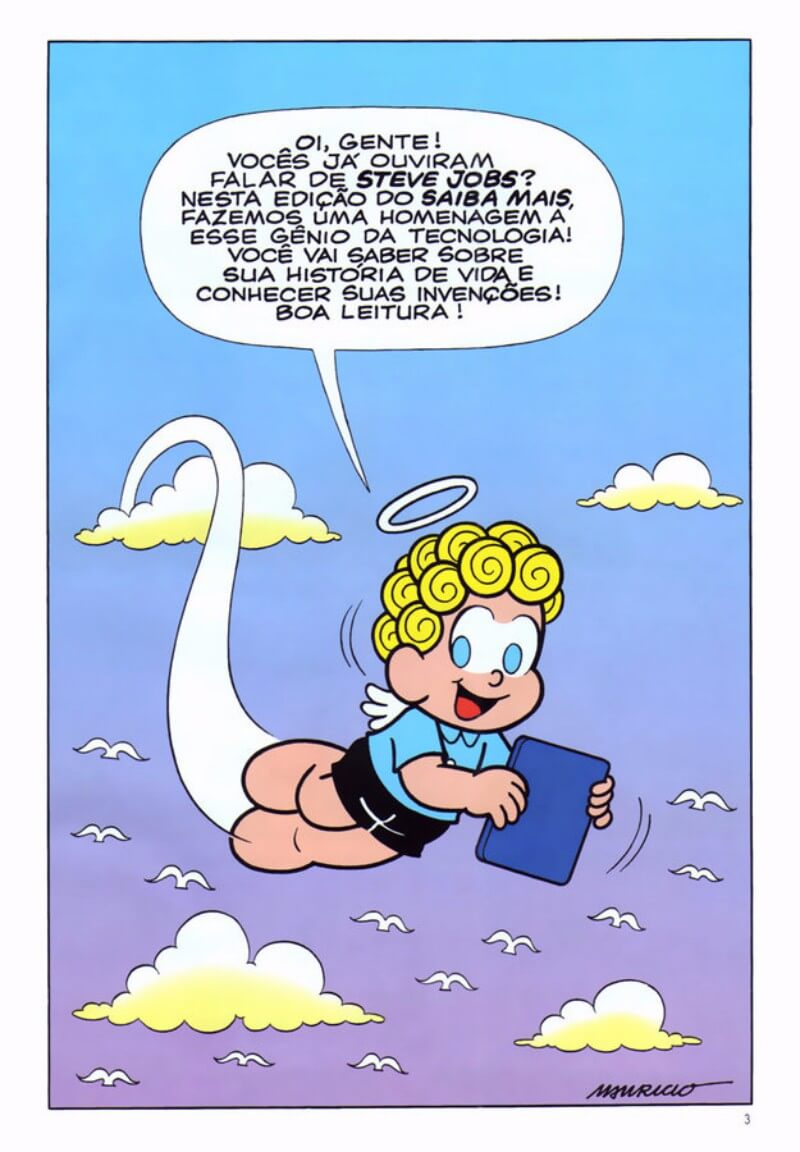 OI, GENTE!
VOCÊS JÁ OUVIRAM
FALAR DE STEVE JOBS?
NESTA EDIÇÃO DO SAIBA MAIS,
FAZEMOS UMA HOMENAGEM A
ESSE GÊNIO DA TECNOLOGIA!
VOCÊ VAI SABER SOBRE
SUA HISTÓRIA DE VIDA E
CONHECER SUAS INVENÇÕES!
BOA LEITURA!
MAURICIO
3